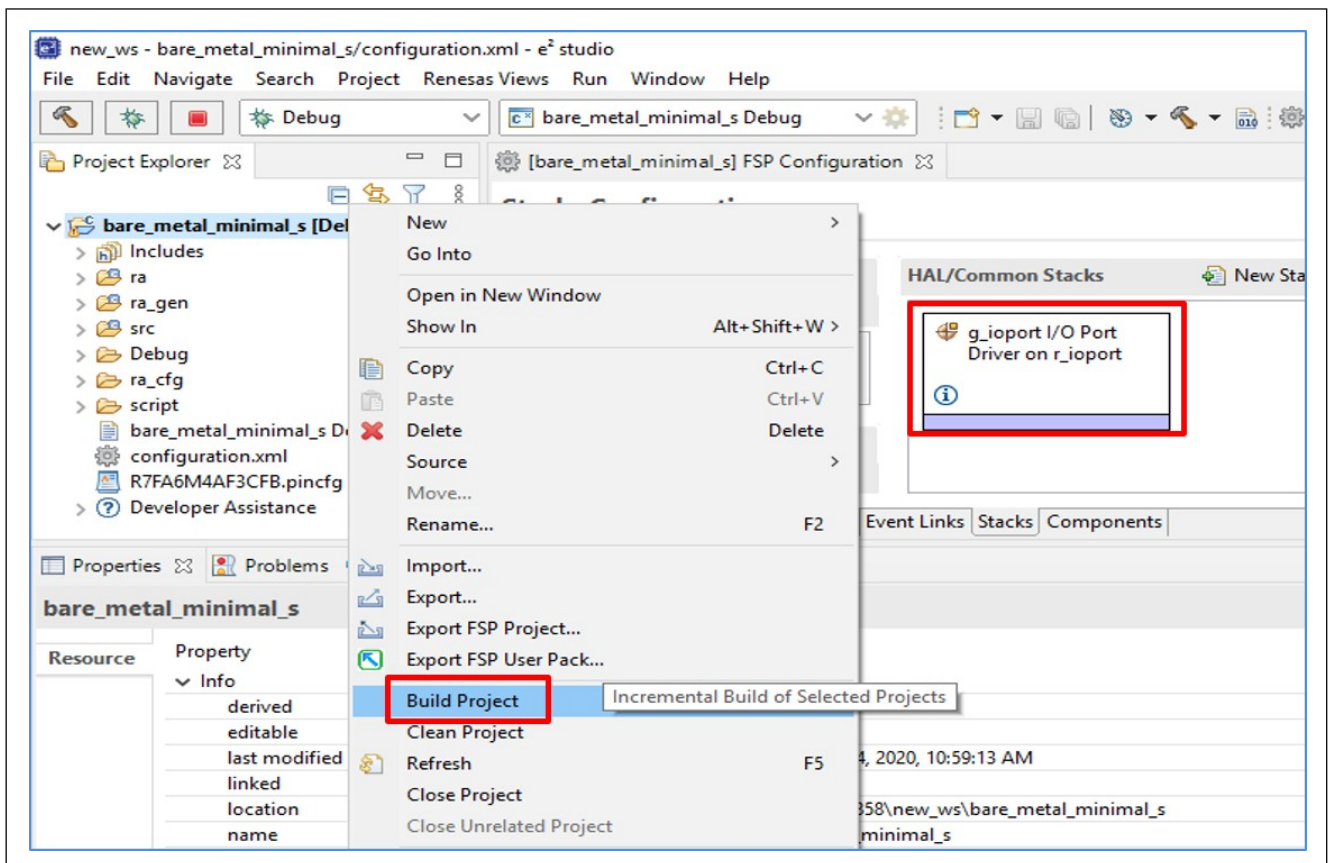 new_ws - bare_metal_minimal_s/configuration.xml - e² studio
File Edit Navigate Search Project Renesas Views Run Window Help
Debug
bare_metal_minimal_s Debug
010
Project Explorer
[bare_metal_minimal_s] FSP Configuration
bare_metal_minimal_s [De
Includes
ra
ra_gen
src
Debug
ra_cfg
script
bare_metal_minimal_s D
configuration.xml
R7FA6M4AF3CFB.pincfg
Developer Assistance
New
Go Into
Open in New Window
Show In Alt+Shift+W >
Copy Ctrl+C
Paste Ctrl+V
Delete Delete
Source
Move...
Rename... F2
Import...
Export...
Export FSP Project...
Export FSP User Pack...
Build Project
Incremental Build of Selected Projects
Clean Project
Refresh F5
Close Project
Close Unrelated Project
HAL/Common Stacks
New Sta
g_ioport I/O Port
Driver on r_ioport
Event Links Stacks Components
Properties Problems
bare_metal_minimal_s
Resource
Property
Info
derived
editable
last modified
4, 2020, 10:59:13 AM
linked
location
358\new_ws\bare_metal_minimal_s
name
minimal_s